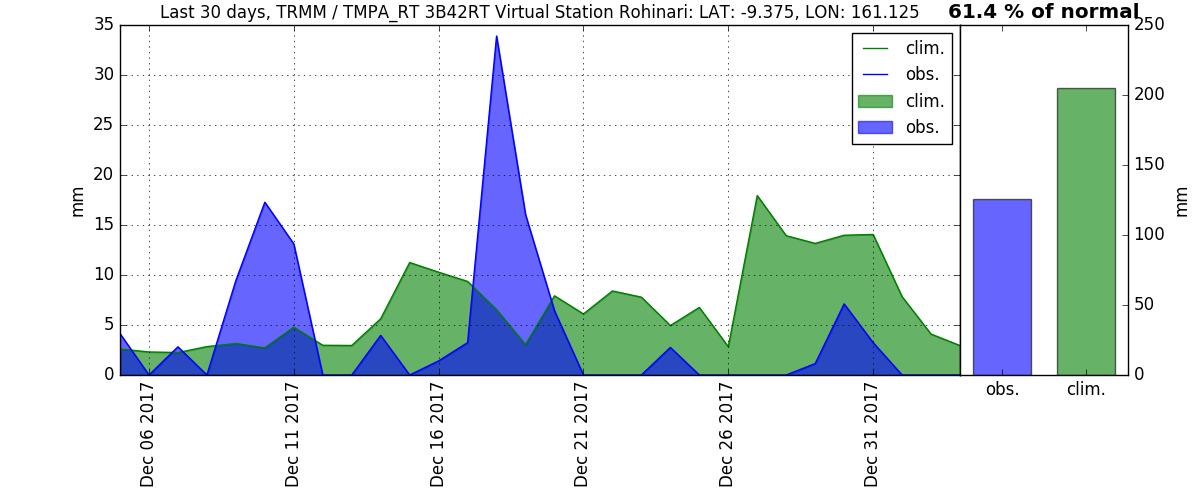 Last 30 days, TRMM / TMPA_RT 3B42RT Virtual Station Rohinari: LAT: -9.375, LON: 161.125
61.4 % of normal
35
30
25
20
15
10
5
0
mm
clim.
obs.
clim.
obs.
Dec 06 2017
Dec 11 2017
Dec 16 2017
Dec 21 2017
Dec 26 2017
Dec 31 2017
250
200
150
100
50
0
mm
obs.
clim.